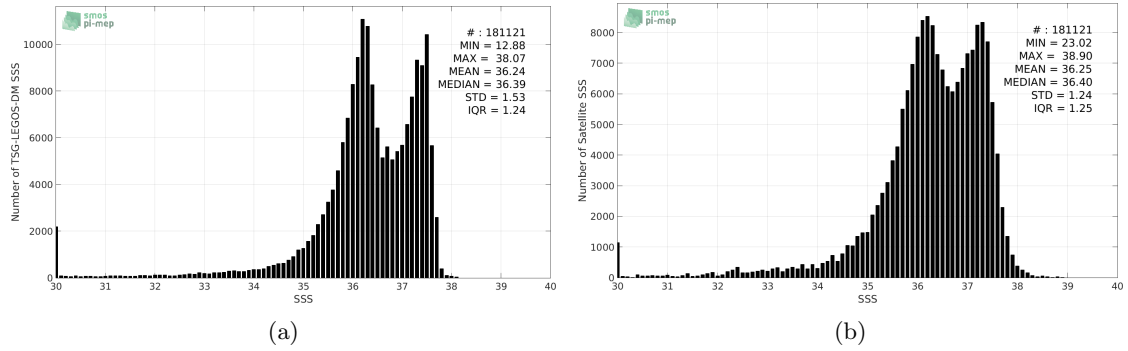 smos
pi-mep
# : 181121
MIN = 12.88
MAX = 38.07
MEAN = 36.24
MEDIAN = 36.39
STD = 1.53
IQR = 1.24
Number of TSG-LEGOS-DM SSS
10000
8000
6000
4000
2000
0
30 31 32 33 34 35 36 37 38 39 40
SSS
(a)
smos
pi-mep
# : 181121
MIN = 23.02
MAX = 38.90
MEAN = 36.25
MEDIAN = 36.40
STD = 1.24
IQR = 1.25
Number of Satellite SSS
8000
7000
6000
5000
4000
3000
2000
1000
0
30 31 32 33 34 35 36 37 38 39 40
SSS
(b)